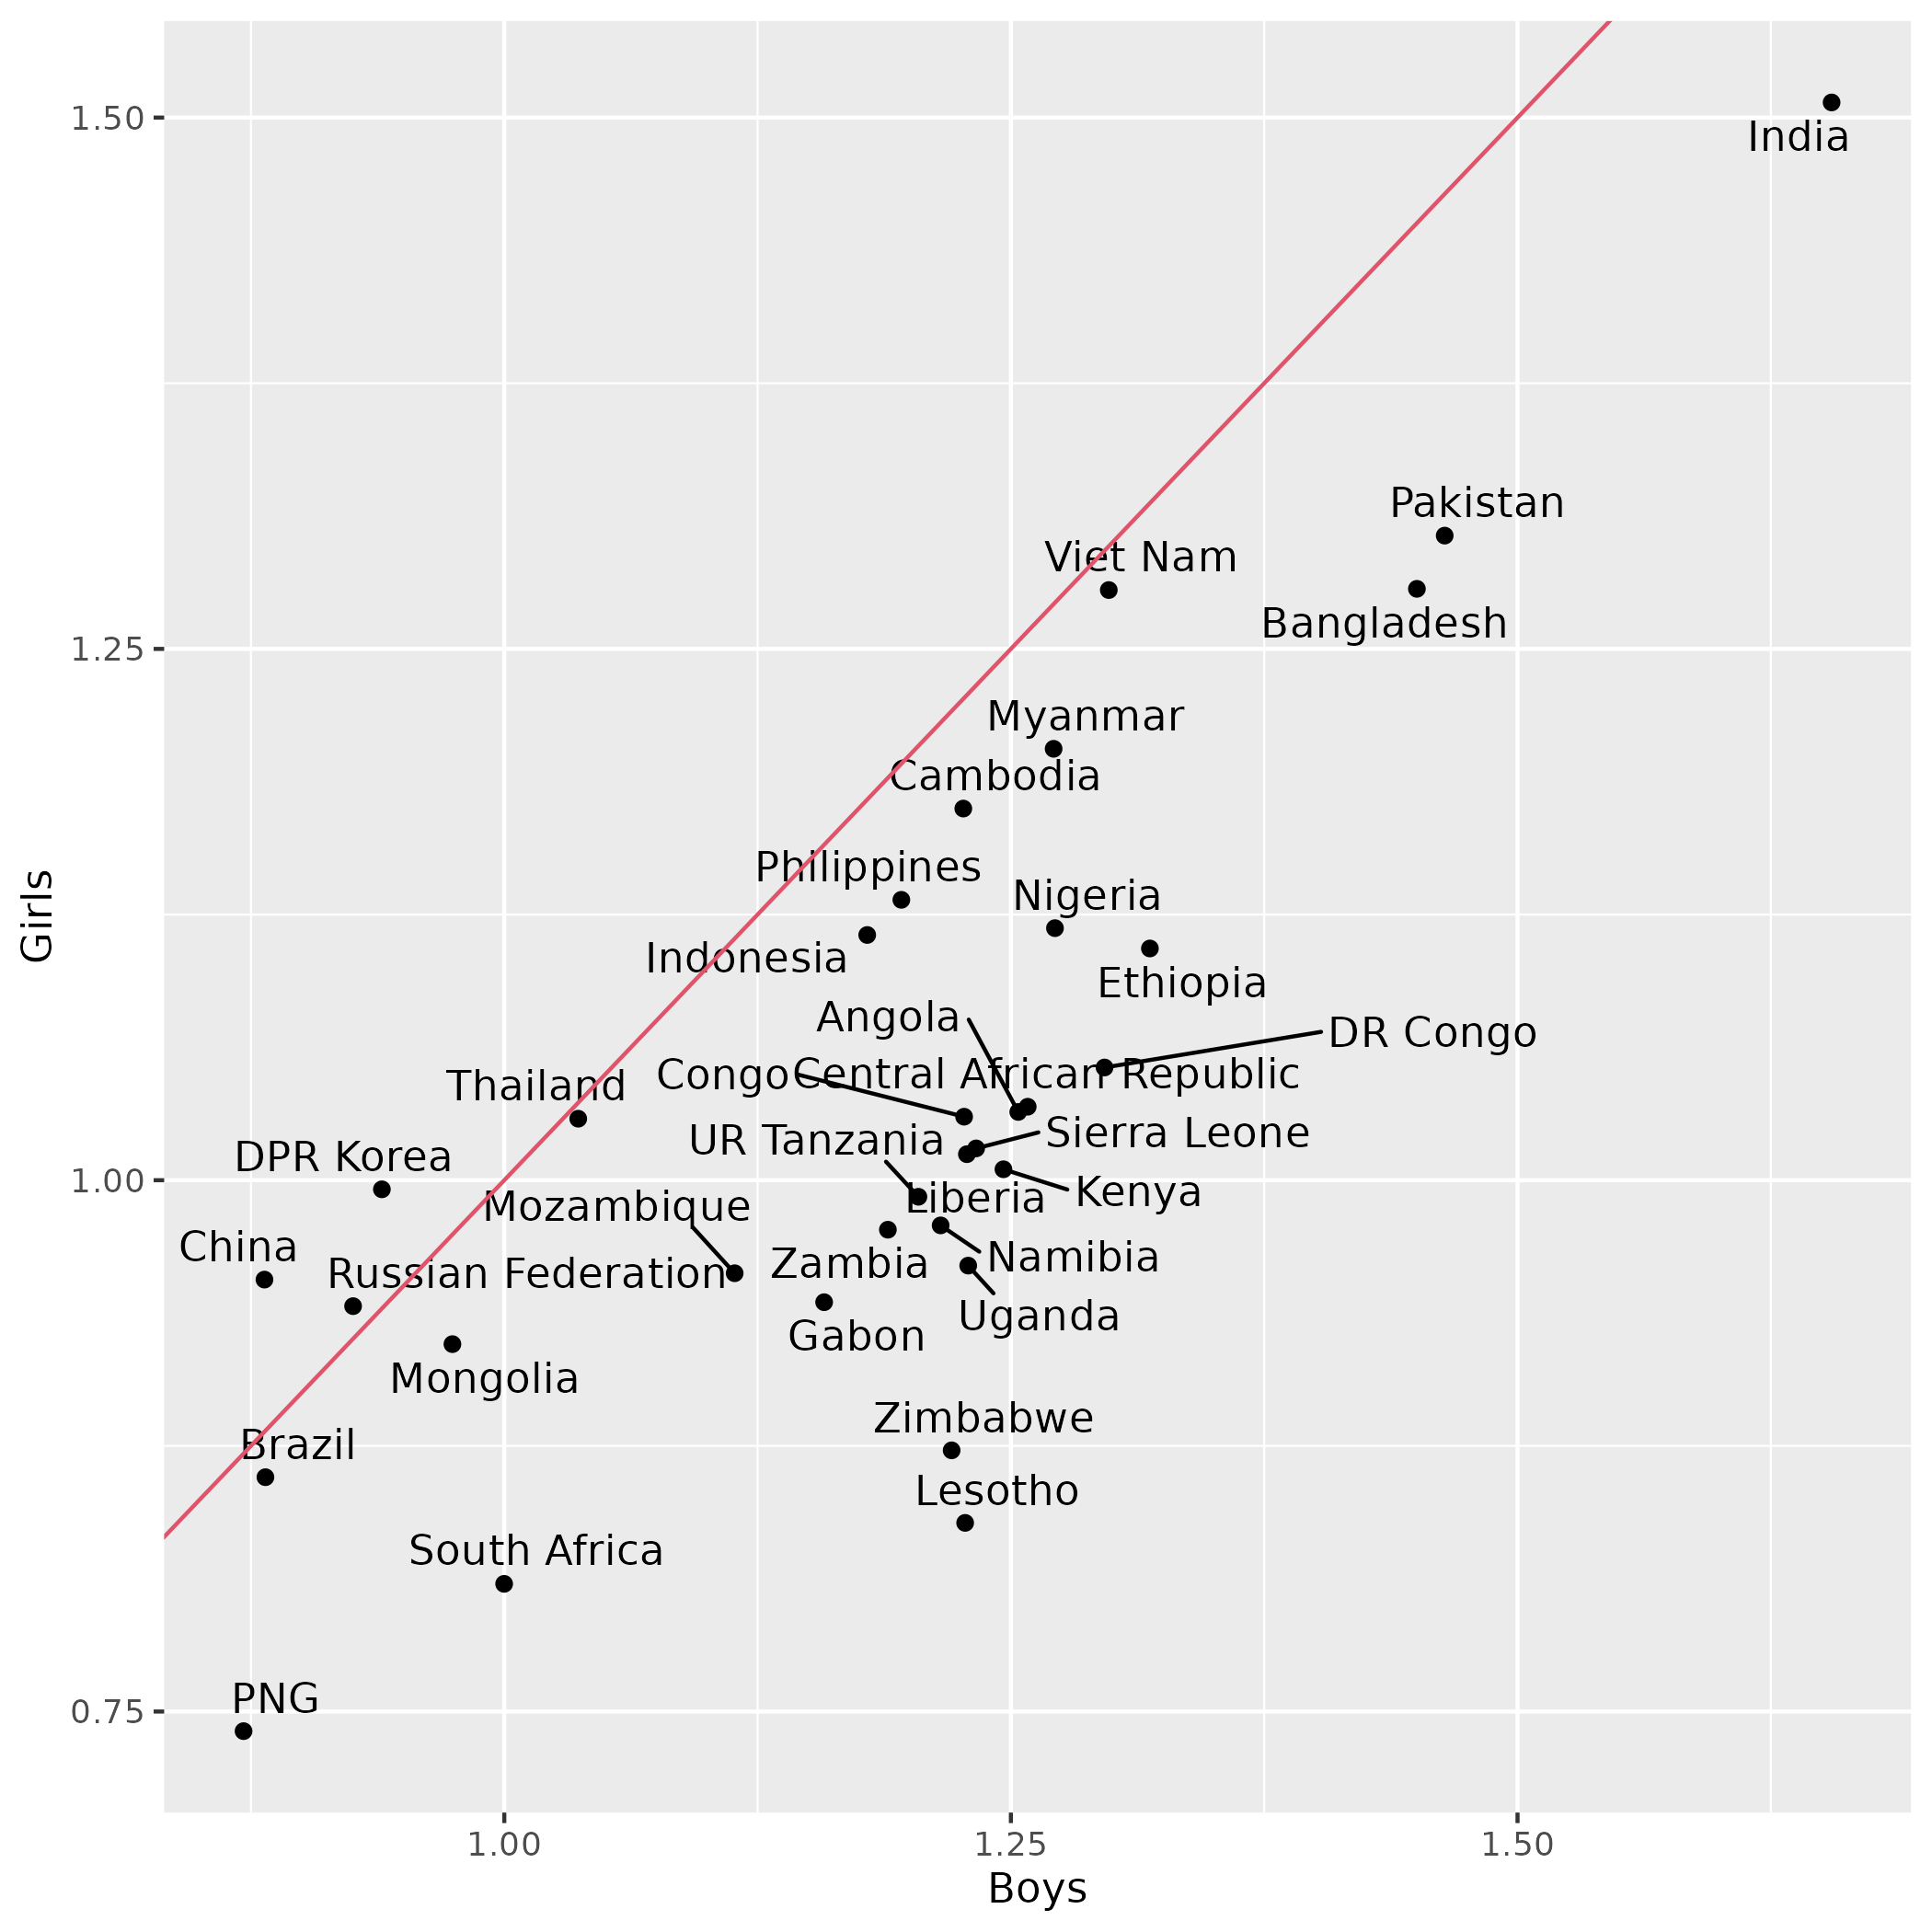 1.50
India
Pakistan
Viet Nam
Bangladesh
1.25
Myanmar
Cambodia
Philippines
Nigeria
Girls
Indonesia
Ethiopia
Angola
DR Congo
Congo
Central African Republic
Thailand
Sierra Leone
UR Tanzania
DPR Korea
1.00
Kenya
Liberia
Mozambique
China
Namibia
Zambia
Russian Federation
Uganda
Gabon
Mongolia
Zimbabwe
Brazil
Lesotho
South Africa
PNG
0.75
1.00
1.25
1.50
Boys